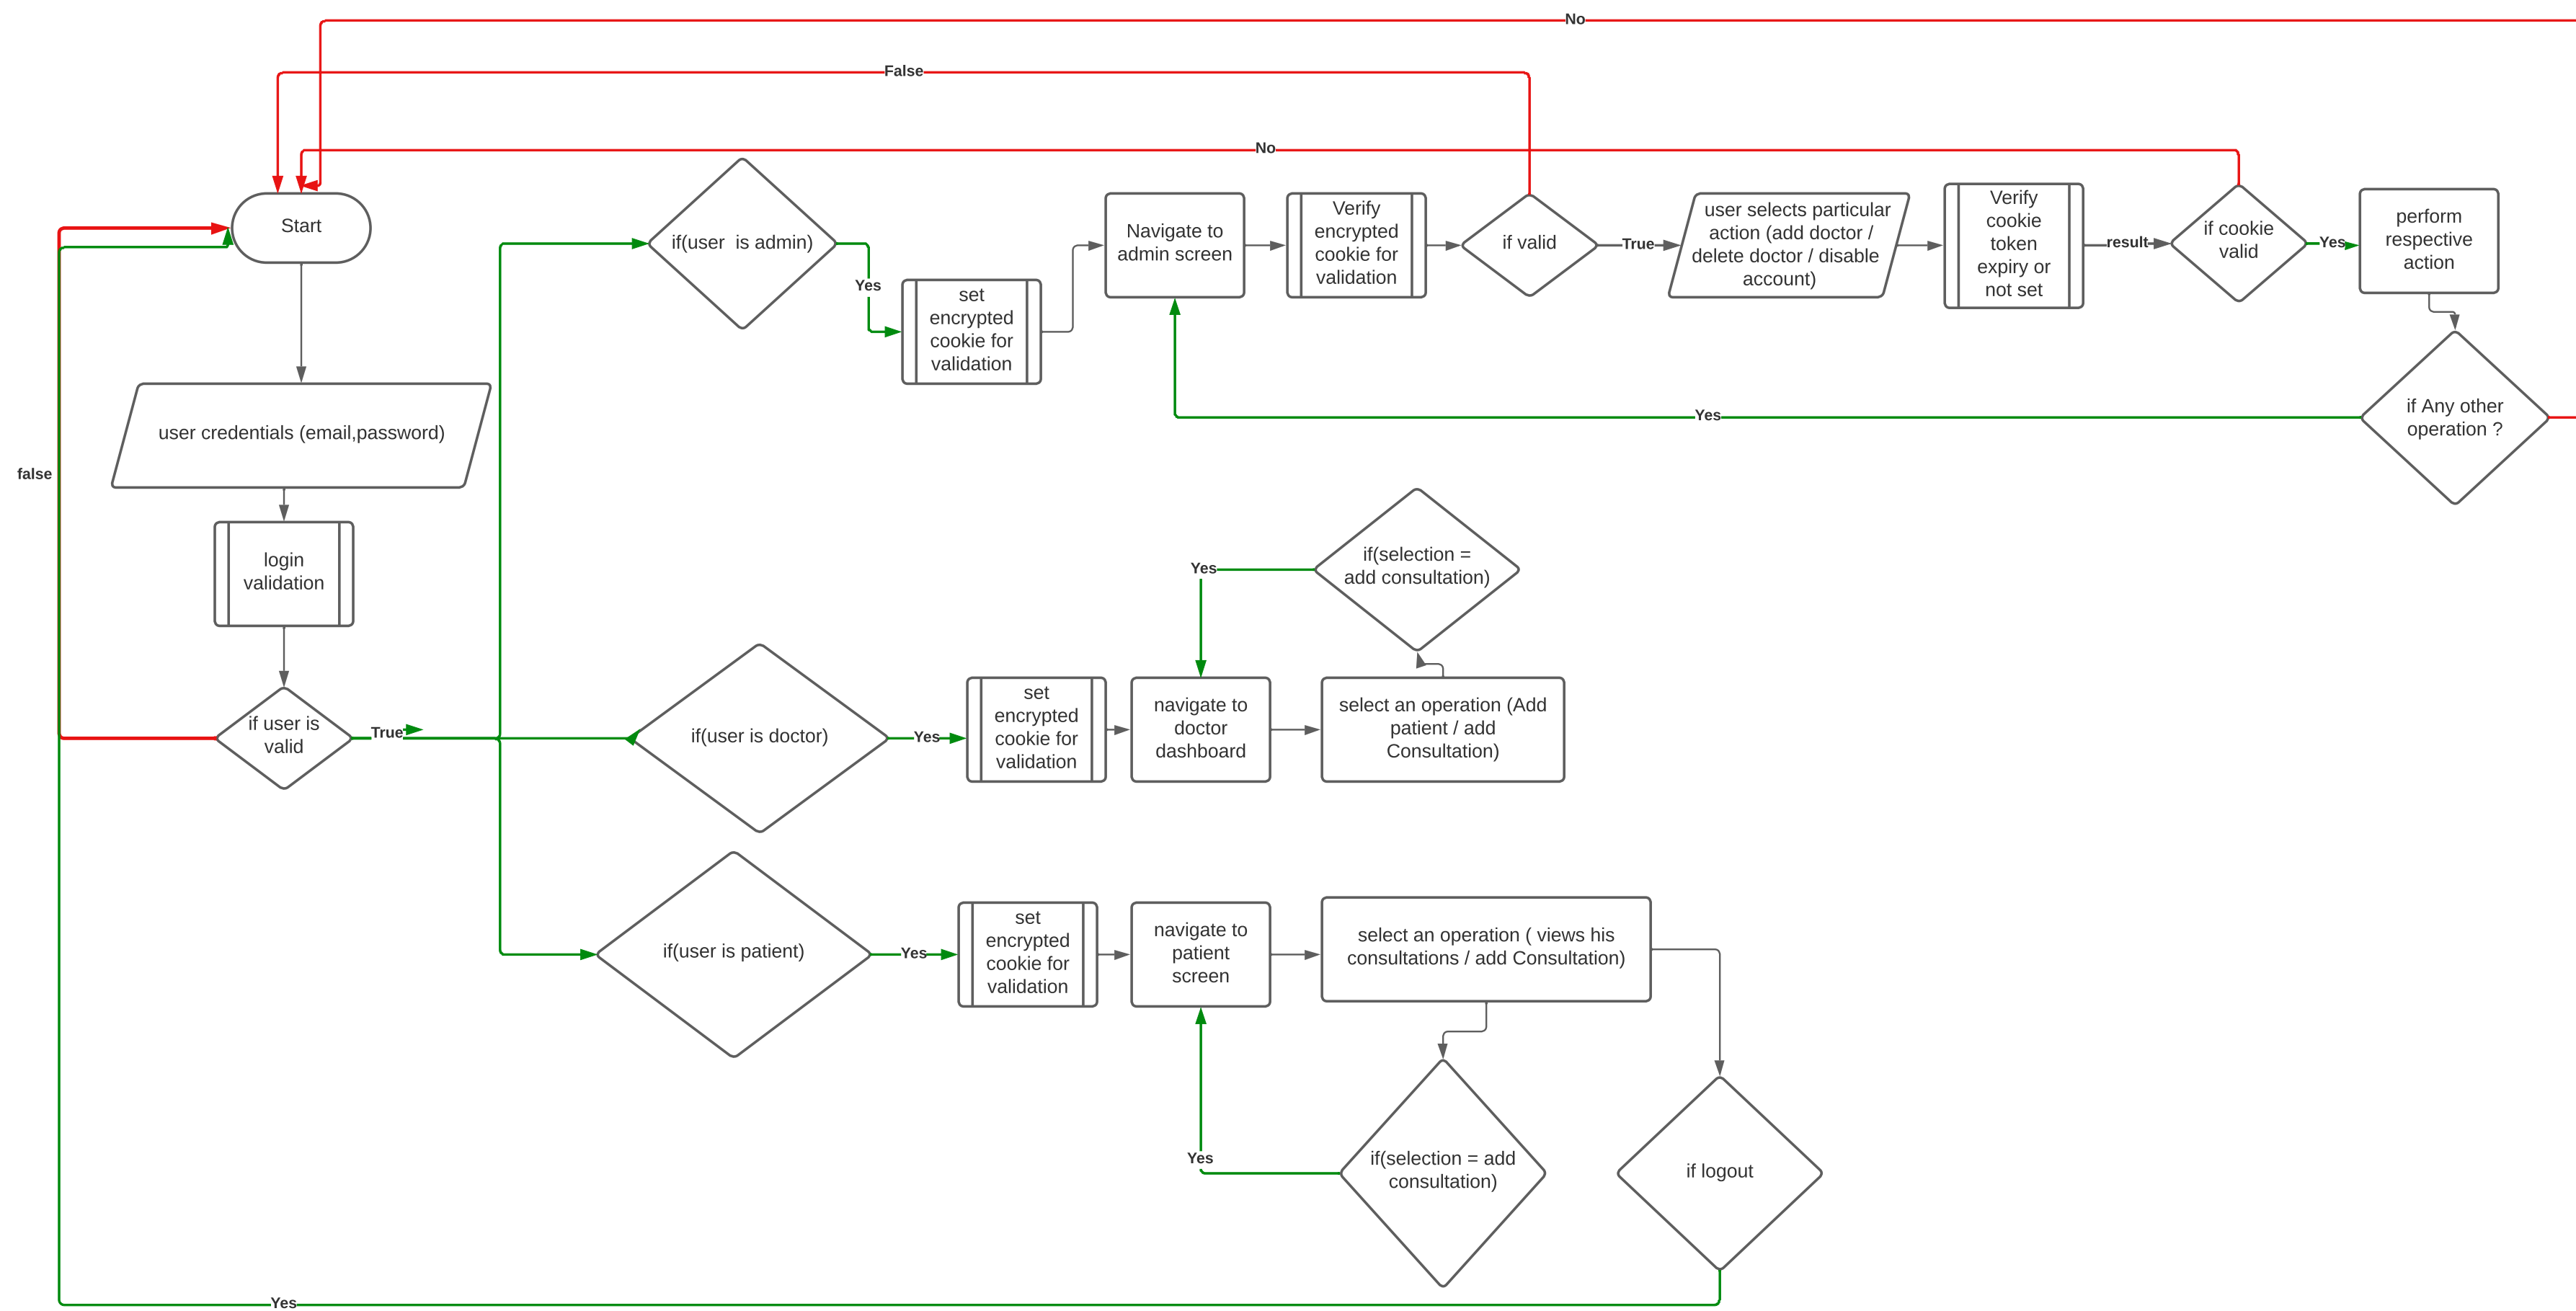 No
False
No
Start
if(user  is admin)
Yes
set
encrypted
cookie for
validation
Navigate to
admin screen
Verify
encrypted
cookie for
validation
if valid
True
user selects particular
action (add doctor /
delete doctor / disable
account)
Verify
cookie
token
expiry or
not set
result
if cookie
valid
Yes
perform
respective
action
if Any other
operation ?
Yes
user credentials (email,password)
false
login
validation
if user is
valid
True
if(selection =
add consultation)
Yes
if(user is doctor)
Yes
set
encrypted
cookie for
validation
navigate to
doctor
dashboard
select an operation (Add
patient / add
Consultation)
if(user is patient)
Yes
set
encrypted
cookie for
validation
navigate to
patient
screen
select an operation ( views his
consultations / add Consultation)
Yes
if(selection = add
consultation)
if logout
Yes